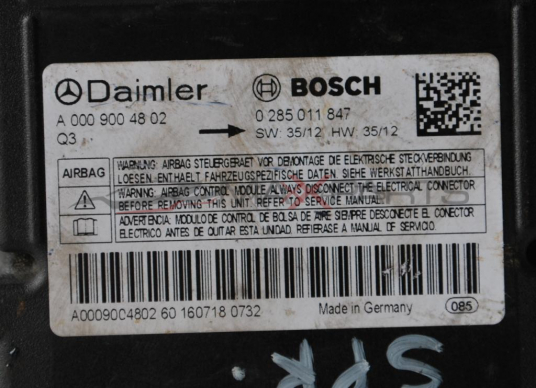 Daimler
BOSCH
A 000 900 48 02
0 285 011 847
Q3
SW: 35/12 HW: 35/12
AIRBAG
WARNUNG: AIRBAG STEUERGERAET VOR DEMONTAGE DIE ELEKTRISCHE STECKVERBINDUNG
LOESEN. ENTHAELT FAHRZEUGSPEZIFISCHE DATEN. SIEHE WERKSTATTHANDBUCH.
WARNING: AIRBAG CONTROL MODULE ALWAYS DISCONNECT THE ELECTRICAL CONNECTOR
BEFORE REMOVING THIS UNIT REFER TO SERVICE MANUAL.
ADVERTENCIA: MODULO DE CONTROL DE BOLSA DE AIRE SIEMPRE DESCONECTE EL CONECTOR
ELECTRICO ANTES DE QUITAR ESTA UNIDAD. REFIERASE A MANUAL DE SERVICIO.
A0009004802 60 160718 0732
Made in Germany
085